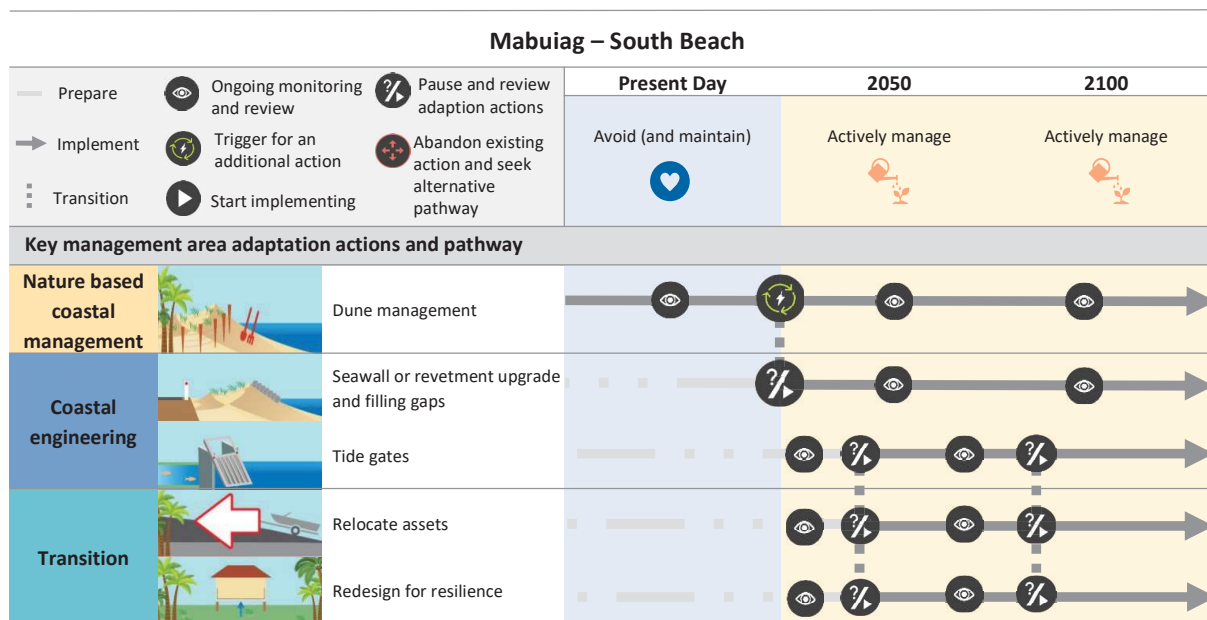 Mabuiag – South Beach
Prepare
Ongoing monitoring
and review
Pause and review
adaption actions
Implement
Trigger for an
additional action
Abandon existing
action and seek
alternative
pathway
Transition
Start implementing
Present Day
2050
2100
Avoid (and maintain)
Actively manage
Actively manage
Key management area adaptation actions and pathway
Nature based
coastal
management
Dune management
Coastal
engineering
Seawall or revetment upgrade
and filling gaps
Tide gates
Transition
Relocate assets
Redesign for resilience